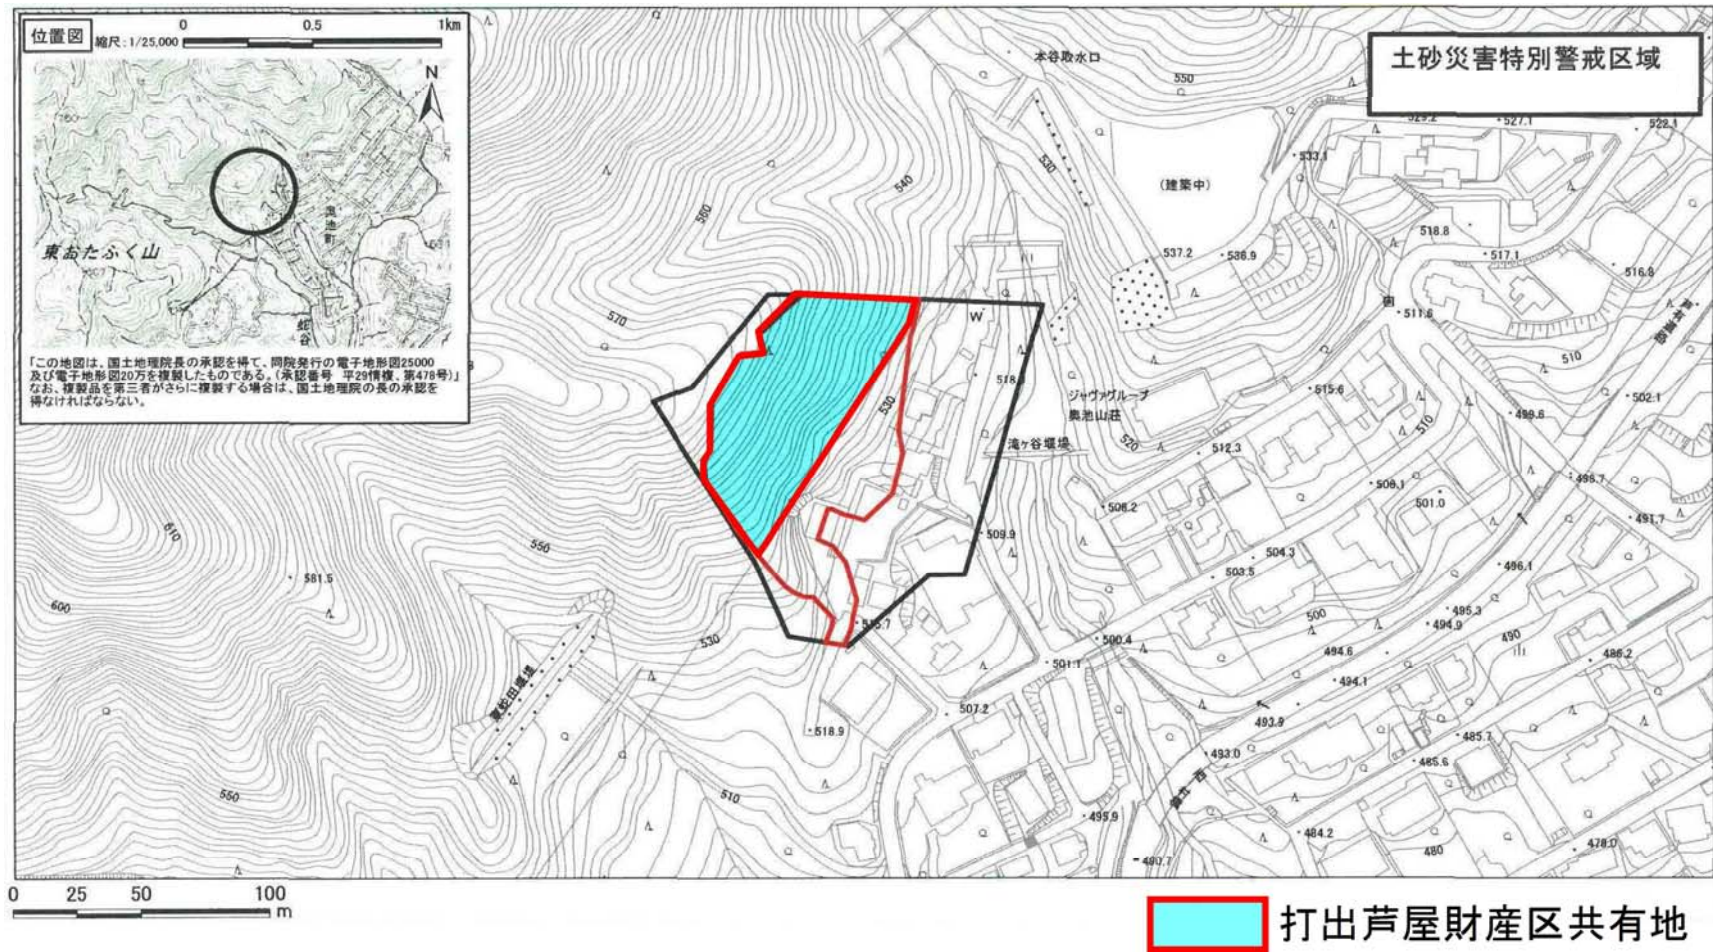 位置図
縮尺:1/25,000
0 0.5 1km
N
奥池町
東おたふく山
「この地図は、国土地理院長の承認を得て、同院発行の電子地形図25000
及び電子地形図20万を複製したものである。(承認番号 平29情複、第478号)」
なお、複製品を第三者がさらに複製する場合は、国土地理院の長の承認を
得なければならない。
土砂災害特別警戒区域
本谷取水口
550
529.2
527.1
522.1
533.1
530
(建築中)
540
560
518.8
517.1
516.8
537.2
536.9
511.6
芦有道路
510
570
W
530
ジャヴァグループ
奥池山荘
515.6
502.1
499.6
滝ヶ谷堰堤
520
512.3
510
508.2
506.1
501.0
498.7
491.7
610
550
509.9
504.3
503.5
496.1
581.5
600
495.3
494.9
500
490
515.7
530
500.4
501.1
494.6
494.1
486.2
東蛇田堰堤
507.2
493.9
518.9
493.0
485.7
485.6
550
510
495.9
484.2
480
478.0
480.7
0 25 50 100
m
打出芦屋財産区共有地